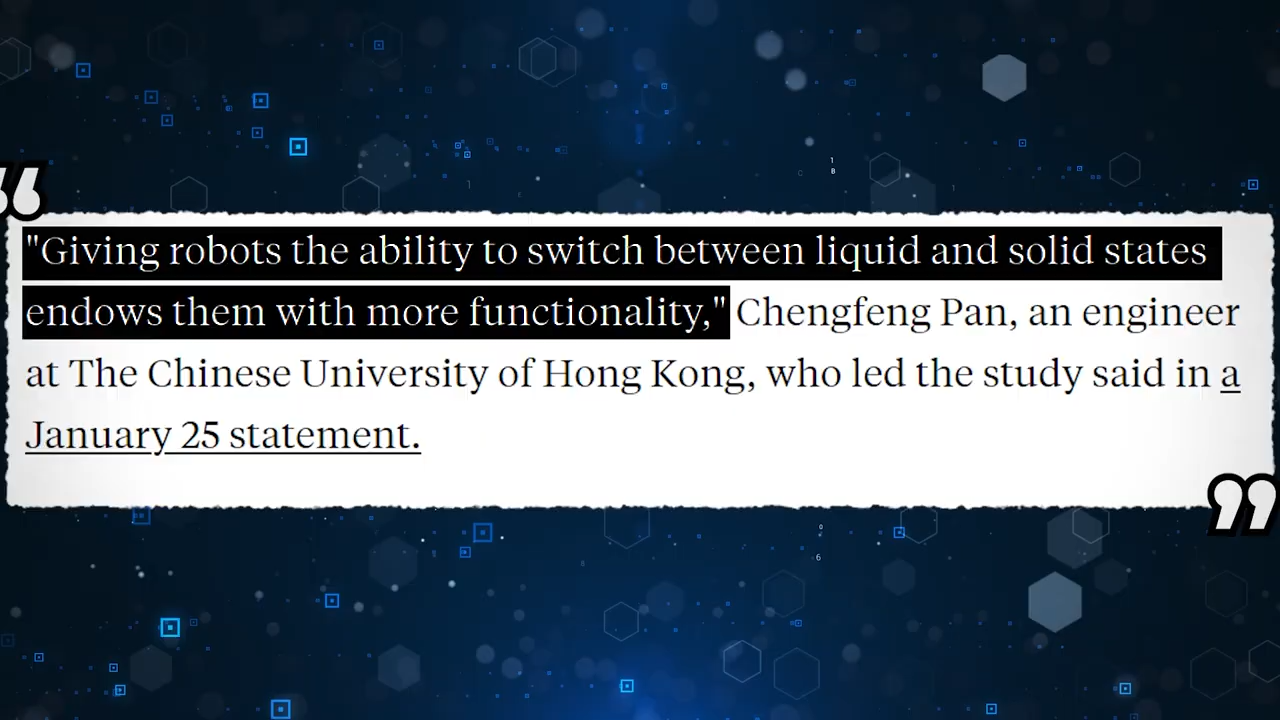 "Giving robots the ability to switch between liquid and solid states
endows them with more functionality," Chengfeng Pan, an engineer
at The Chinese University of Hong Kong, who led the study said in a
January 25 statement.